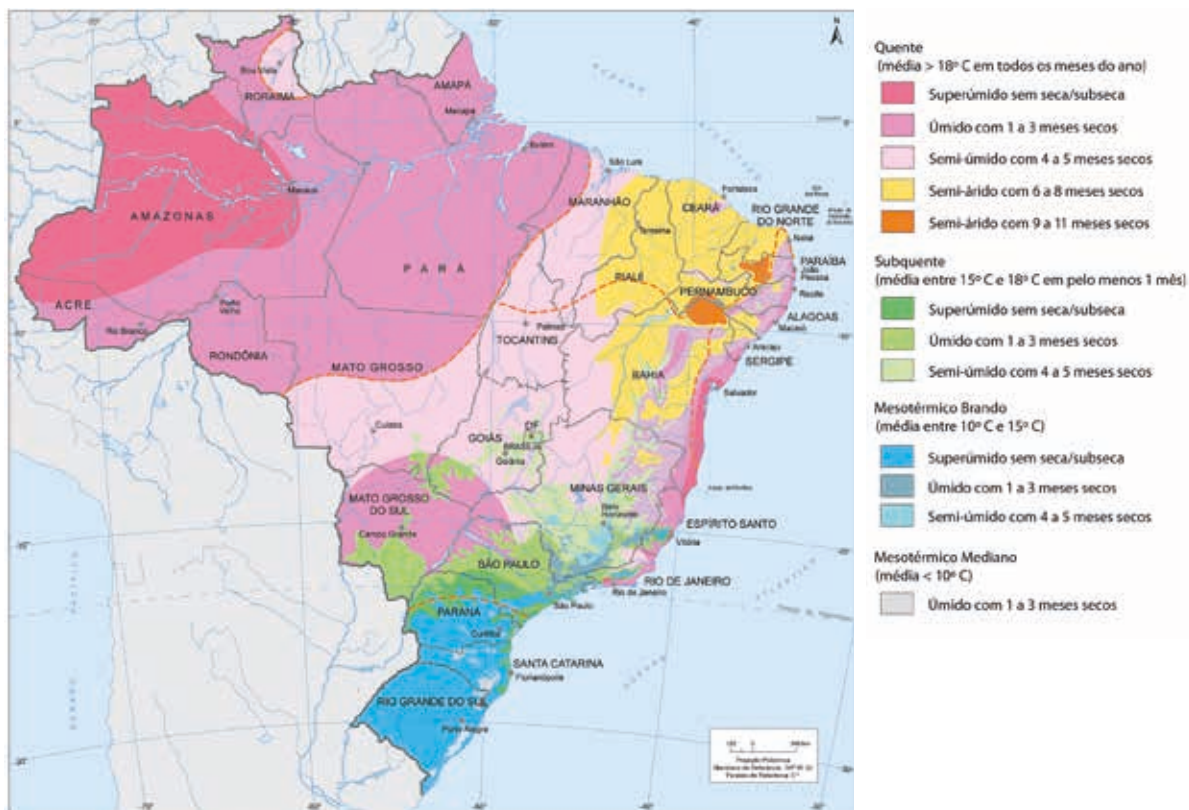 N
Boa Vista
RORAIMA
AMAPÁ
Macapá
Belém
São Luís
Manaus
AMAZONAS
PARÁ
MARANHÃO
Teresina
CEARÁ
Fortaleza
RIO GRANDE
DO NORTE
Natal
PARAÍBA
João
Pessoa
PIAUÍ
PERNAMBUCO
Recife
ALAGOAS
Maceió
ACRE
Rio Branco
Porto
Velho
RONDÔNIA
MATO GROSSO
Palmas
TOCANTINS
Aracaju
SERGIPE
BAHIA
Salvador
Cuiabá
GOIÁS
DF
BRASÍLIA
Goiânia
MINAS GERAIS
Belo
Horizonte
MATO GROSSO
DO SUL
Campo Grande
ESPÍRITO SANTO
Vitória
SÃO PAULO
RIO DE JANEIRO
Rio de Janeiro
São Paulo
PARANÁ
Curitiba
SANTA CATARINA
Florianópolis
RIO GRANDE DO SUL
Porto Alegre
Quente
(média > 18º C em todos os meses do ano)
Superúmido sem seca/subseca
Úmido com 1 a 3 meses secos
Semi-úmido com 4 a 5 meses secos
Semi-árido com 6 a 8 meses secos
Semi-árido com 9 a 11 meses secos
Subquente
(média entre 15º C e 18º C em pelo menos 1 mês)
Superúmido sem seca/subseca
Úmido com 1 a 3 meses secos
Semi-úmido com 4 a 5 meses secos
Mesotérmico Brando
(média entre 10º C e 15º C)
Superúmido sem seca/subseca
Úmido com 1 a 3 meses secos
Semi-úmido com 4 a 5 meses secos
Mesotérmico Mediano
(média < 10º C)
Úmido com 1 a 3 meses secos